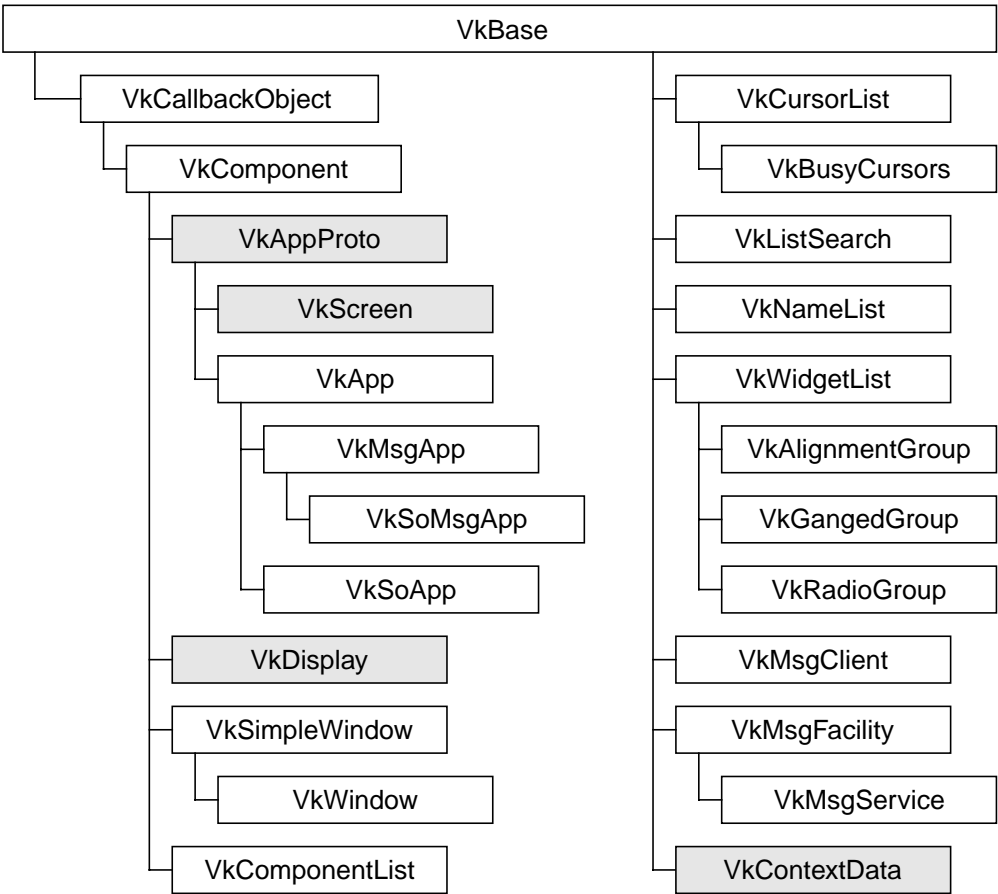 VkBase
VkCallbackObject
VkComponent
VkAppProto
VkScreen
VkApp
VkMsgApp
VkSoMsgApp
VkSoApp
VkDisplay
VkSimpleWindow
VkWindow
VkComponentList
VkCursorList
VkBusyCursors
VkListSearch
VkNameList
VkWidgetList
VkAlignmentGroup
VkGangedGroup
VkRadioGroup
VkMsgClient
VkMsgFacility
VkMsgService
VkContextData